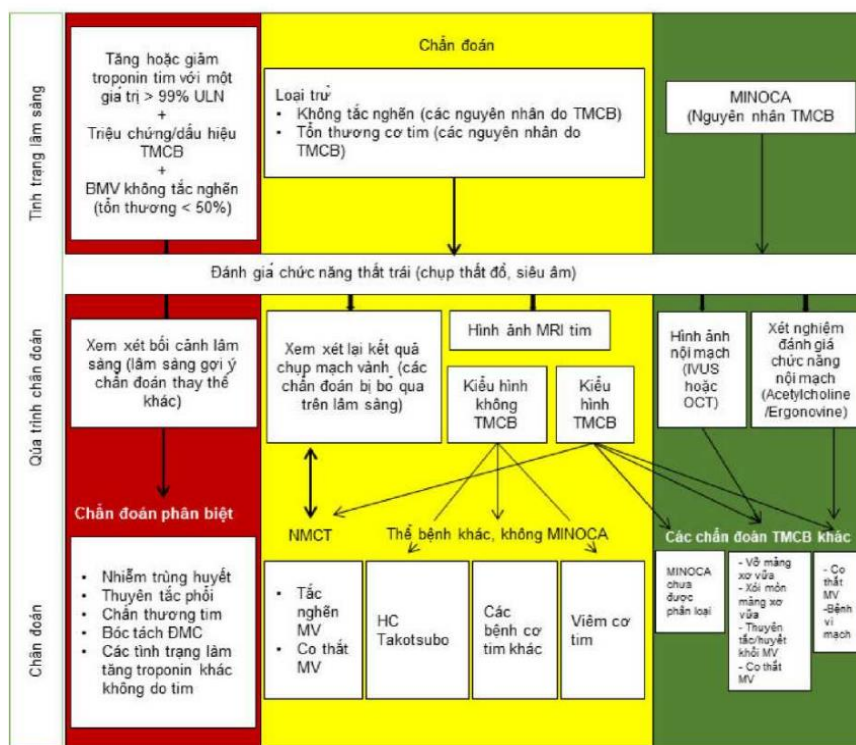 Tình trạng lâm sàng
Tăng hoặc giảm
troponin tim với một
giá trị > 99% ULN
+
Triệu chứng/dấu hiệu
TMCB
+
BMV không tắc nghẽn
(tổn thương < 50%)
Chẩn đoán
Loại trừ
• Không tắc nghẽn (các nguyên nhân do TMCB)
• Tổn thương cơ tim (các nguyên nhân do
TMCB)
MINOCA
(Nguyên nhân TMCB
Đánh giá chức năng thất trái (chụp thất đồ, siêu âm)
Qủa trình chẩn đoán
Xem xét bối cảnh lâm
sàng (lâm sàng gợi ý
chẩn đoán thay thế
khác)
Xem xét lại kết quả
chụp mạch vành (các
chẩn đoán bị bỏ qua
trên lâm sàng)
Hình ảnh MRI tim
Kiểu hình
không
TMCB
Kiểu
hình
TMCB
Hình ảnh
nội mạch
(IVUS
hoặc
OCT)
Xét nghiệm
đánh giá
chức năng
nội mạch
(Acetylcholine
/Ergonovine)
Chẩn đoán phân biệt
NMCT
Thể bệnh khác, không MINOCA
Các chẩn đoán TMCB khác
Chẩn đoán
• Nhiễm trùng huyết
• Thuyên tắc phổi
• Chấn thương tim
• Bóc tách ĐMC
• Các tình trạng làm
tăng troponin khác
không do tim
• Tắc
nghẽn
MV
• Co thắt
MV
HC
Takotsubo
Các
bệnh cơ
tim khác
Viêm cơ
tim
MINOCA
chưa
được
phân loại
- Vỡ mảng
xơ vữa
- Xói mòn
mảng xơ
vữa
- Thuyên
tắc/huyết
khối MV
- Co thắt
MV
- Co
thắt
MV
-Bệnh
vi
mạch